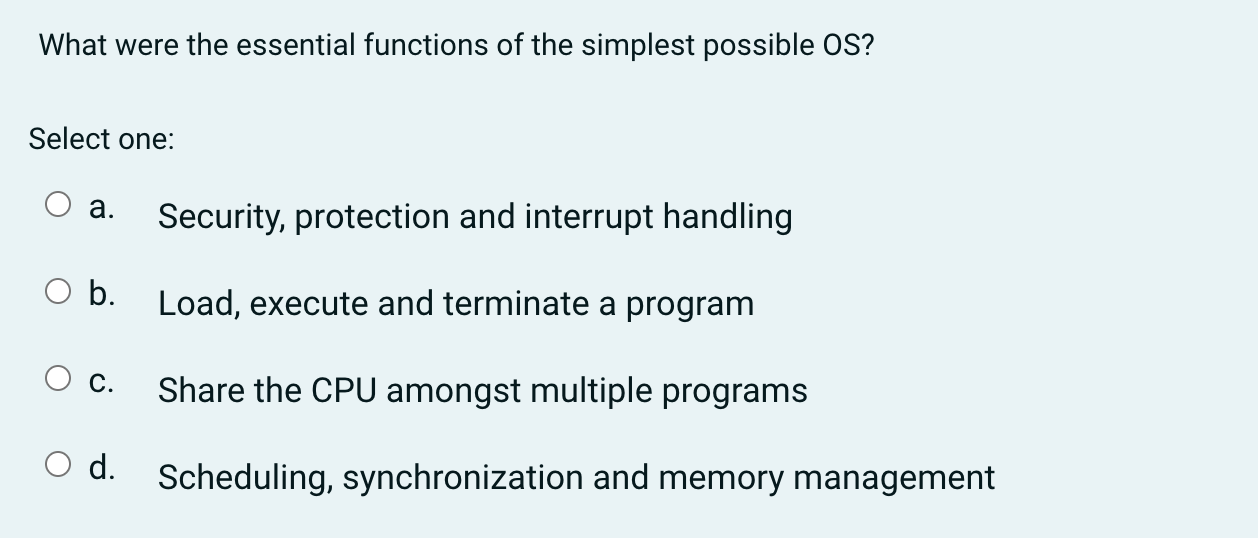 What were the essential functions of the simplest possible OS?
Select one:
a. Security, protection and interrupt handling
b. Load, execute and terminate a program
c. Share the CPU amongst multiple programs
d. Scheduling, synchronization and memory management